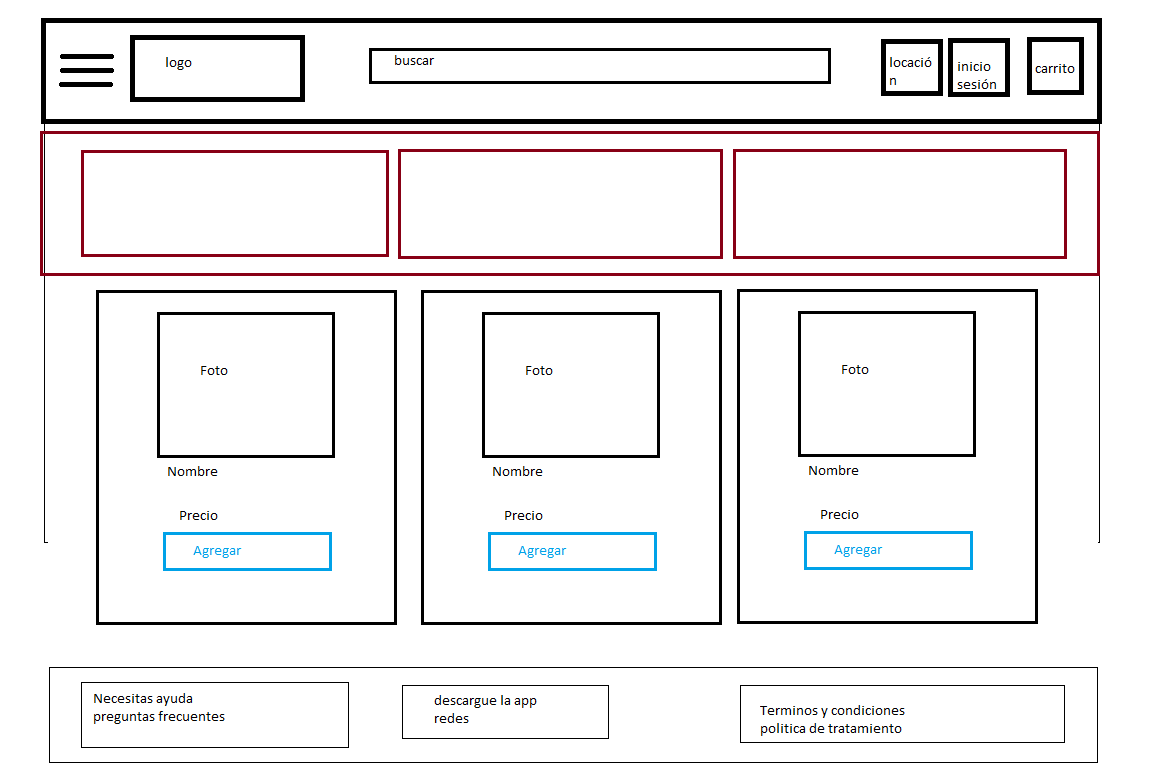 logo
buscar
locació
n
inicio
sesión
carrito
Foto
Nombre
Precio
Agregar
Foto
Nombre
Precio
Agregar
Foto
Nombre
Precio
Agregar
Necesitas ayuda
preguntas frecuentes
descargue la app
redes
Terminos y condiciones
politica de tratamiento